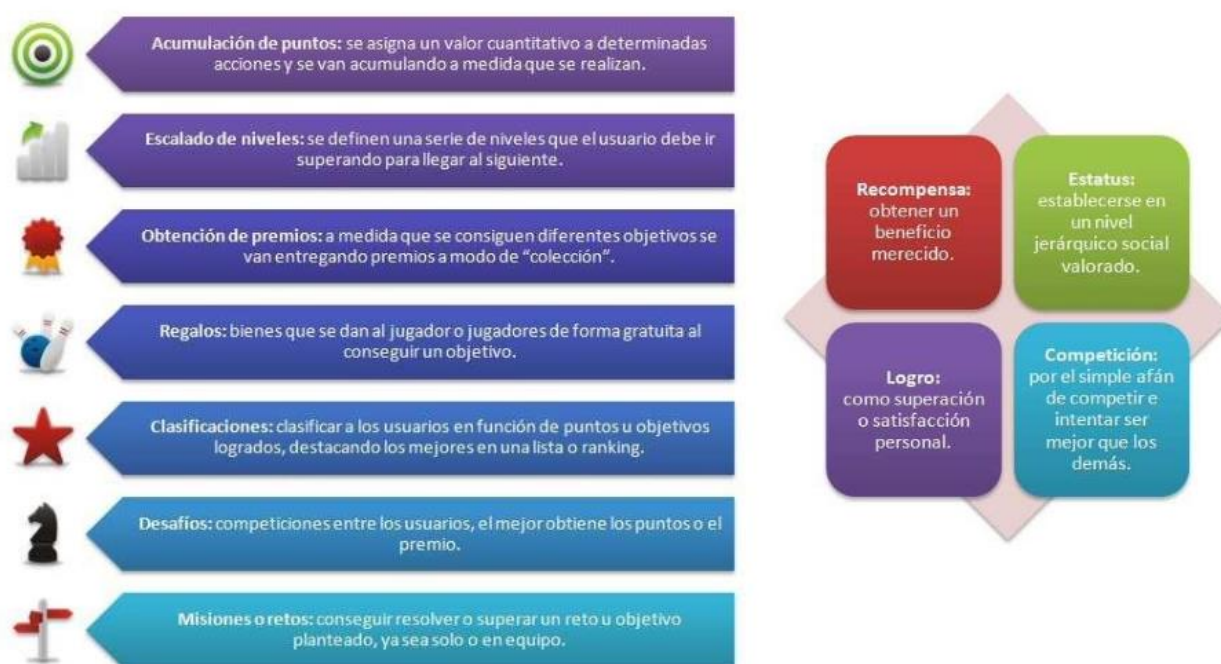 Acumulación de puntos: se asigna un valor cuantitativo a determinadas
acciones y se van acumulando a medida que se realizan.
Escalado de niveles: se definen una serie de niveles que el usuario debe ir
superando para llegar al siguiente.
Obtención de premios: a medida que se consiguen diferentes objetivos se
van entregando premios a modo de “colección”.
Regalos: bienes que se dan al jugador o jugadores de forma gratuita al
conseguir un objetivo.
Clasificaciones: clasificar a los usuarios en función de puntos u objetivos
logrados, destacando los mejores en una lista o ranking.
Desafíos: competiciones entre los usuarios, el mejor obtiene los puntos o el
premio.
Misiones o retos: conseguir resolver o superar un reto u objetivo
planteado, ya sea solo o en equipo.
Recompensa:
obtener un
beneficio
merecido.
Estatus:
establecerse en
un nivel
jerárquico social
valorado.
Logro:
como superación
o satisfacción
personal.
Competición:
por el simple afán
de competir e
intentar ser
mejor que los
demás.